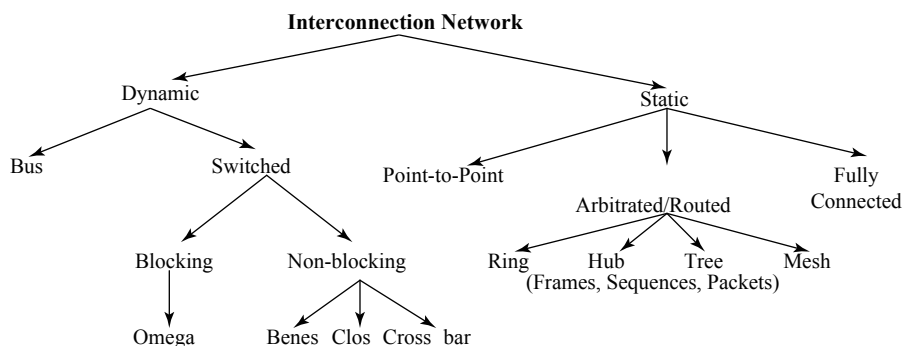 Interconnection Network
Dynamic
Static
Bus
Switched
Point-to-Point
Fully
Connected
Arbitrated/Routed
Blocking
Non-blocking
Ring
Hub
Tree
Mesh
(Frames, Sequences, Packets)
Omega
Benes
Clos
Cross bar